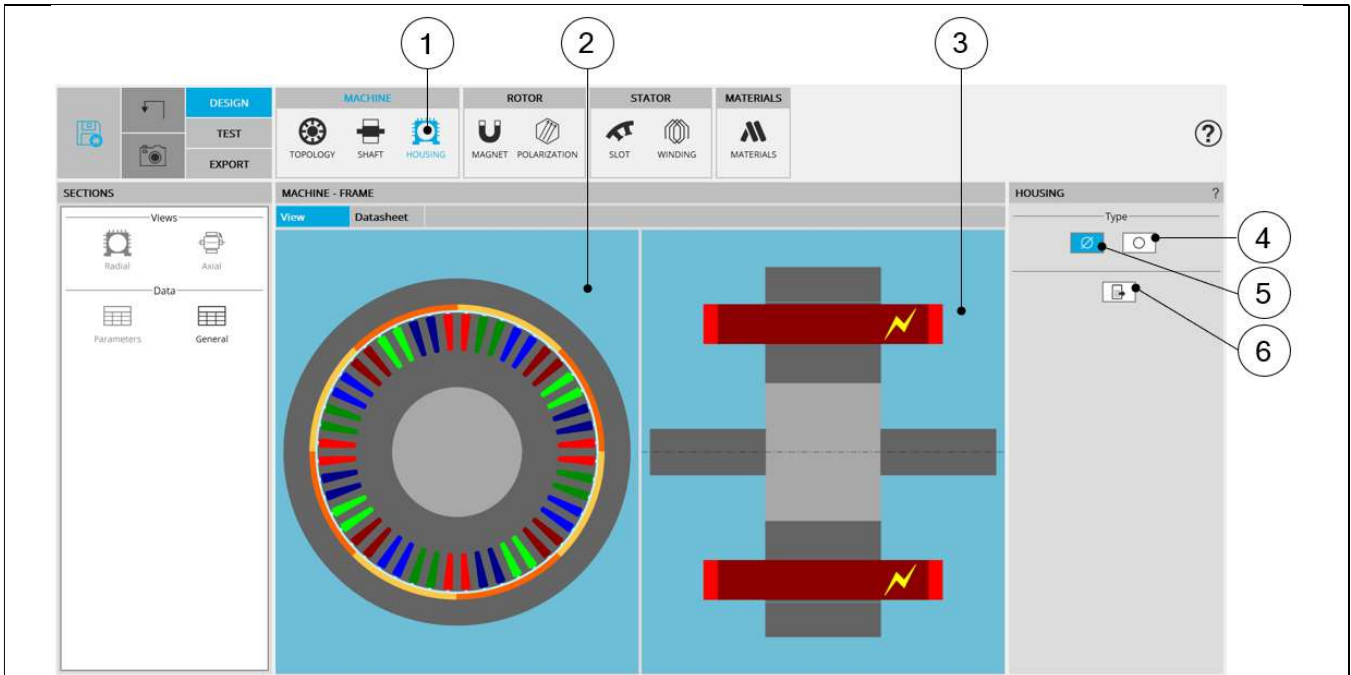 1
2
3
DESIGN
TEST
EXPORT
MACHINE
TOPOLOGY
SHAFT
HOUSING
ROTOR
MAGNET
POLARIZATION
STATOR
SLOT
WINDING
MATERIALS
MATERIALS
?
SECTIONS
Views
Radial
Axial
Data
Parameters
General
MACHINE - FRAME
View
Datasheet
HOUSING
?
Type
4
5
6